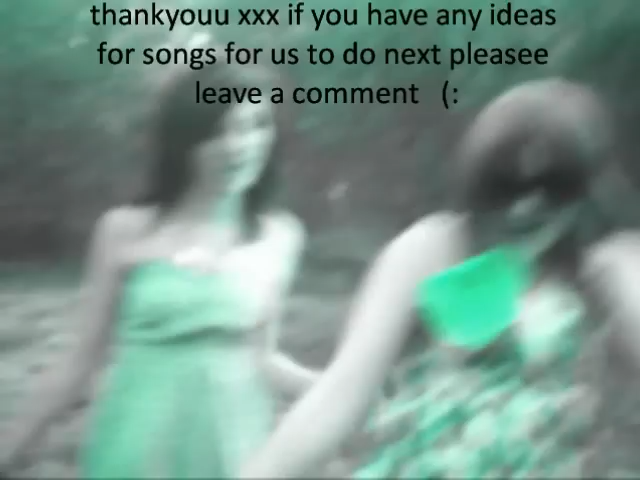 thankyouu xxx if you have any ideas
for songs for us to do next pleasee
leave a comment   (: